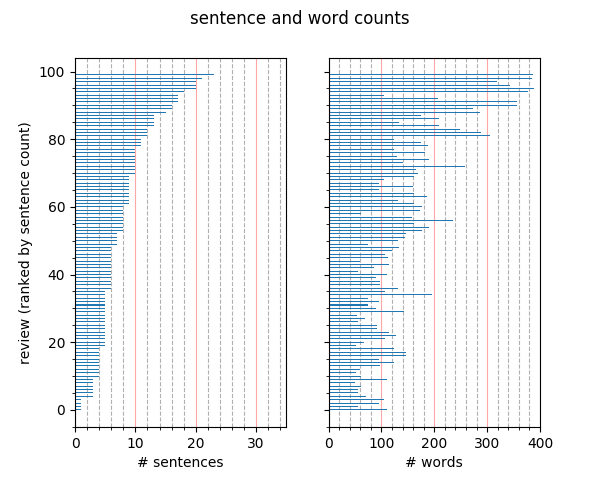 sentence and word counts
review (ranked by sentence count)
100
80
60
40
20
0
0 10 20 30
0 100 200 300 400
# sentences
# words